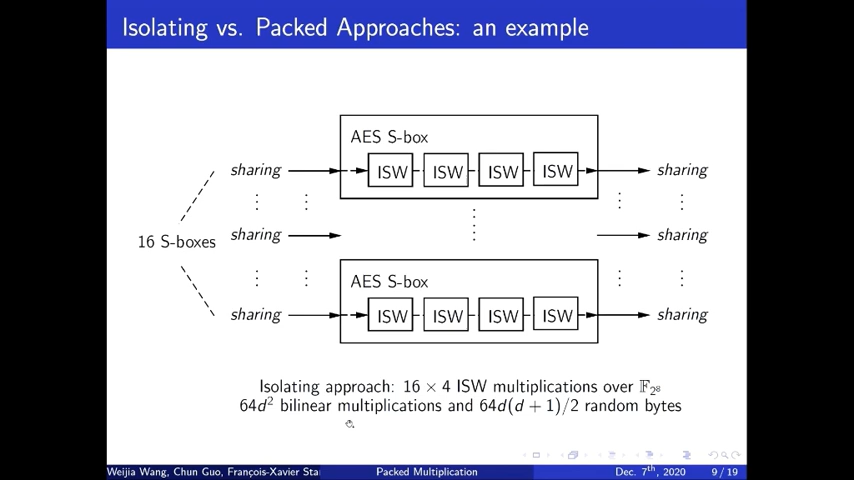 Isolating vs. Packed Approaches: an example
AES S-box
sharing ISW ISW ISW ISW sharing
16 S-boxes sharing sharing
AES S-box
sharing ISW ISW ISW ISW sharing
Isolating approach: 16 × 4 ISW multiplications over 𝔽₂⁸
64d² bilinear multiplications and 64d(d + 1)/2 random bytes
Weijia Wang, Chun Guo, François-Xavier Packed Multiplication Dec. 7th, 2020 9 / 19